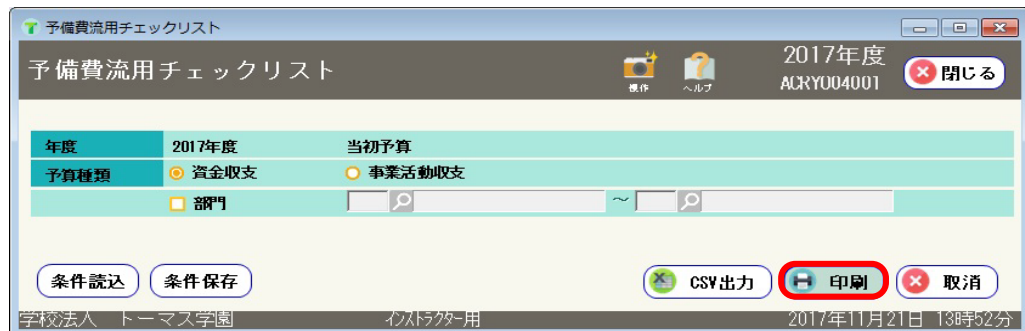 予備費流用チェックリスト
予備費流用チェックリスト 操作 ヘルプ 2017年度 ACRY004001 閉じる
年度 2017年度 当初予算
予算種類 資金収支 事業活動収支
部門 ～
条件読込 条件保存 CSV出力 印刷 取消
学校法人 トーマス学園 インストラクター用 2017年11月21日 13時52分